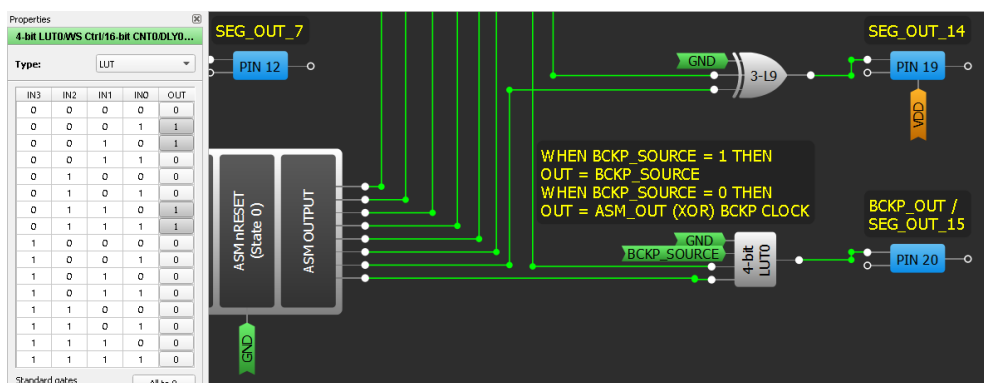 Properties
4-bit LUT0/WS Ctrl/16-bit CNT0/DLY0...
Type: LUT
IN3 IN2 IN1 IN0 OUT
0 0 0 0 0
0 0 0 1 1
0 0 1 0 1
0 0 1 1 0
0 1 0 0 0
0 1 0 1 0
0 1 1 0 1
0 1 1 1 1
1 0 0 0 0
1 0 0 1 0
1 0 1 0 0
1 0 1 1 0
1 1 0 0 0
1 1 0 1 0
1 1 1 0 0
1 1 1 1 0
Standard gates All to 0
SEG_OUT_7
PIN 12
ASM nRESET
(State 0)
ASM OUTPUT
GND
GND
3-L9
SEG_OUT_14
PIN 19
VDD
WHEN BCKP_SOURCE = 1 THEN
OUT = BCKP_SOURCE
WHEN BCKP_SOURCE = 0 THEN
OUT = ASM_OUT (XOR) BCKP CLOCK
GND
BCKP_SOURCE
4-bit
LUT0
BCKP_OUT /
SEG_OUT_15
PIN 20